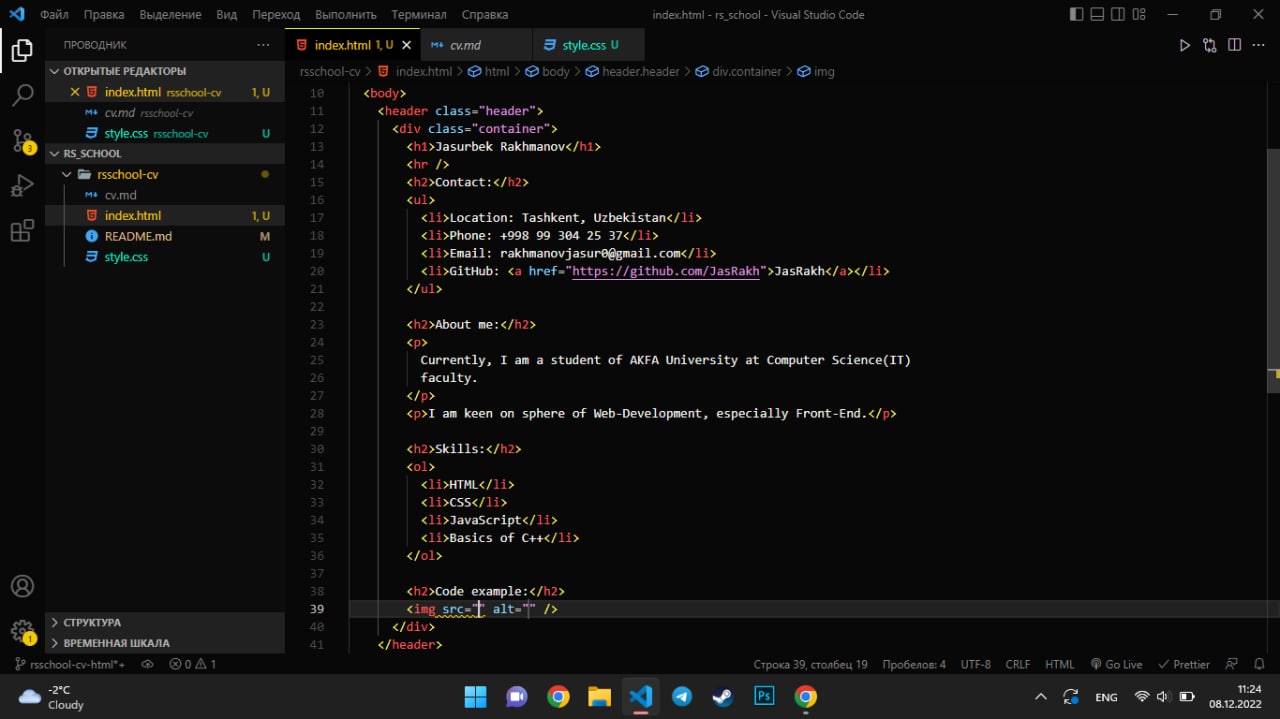 Файл Правка Выделение Вид Переход Выполнить Терминал Справка index.html - rs_school - Visual Studio Code
ПРОВОДНИК
index.html 1, U cv.md style.css U
rsschool-cv > index.html > html > body > header.header > div.container > img
ОТКРЫТЫЕ РЕДАКТОРЫ
index.html rsschool-cv 1, U
cv.md rsschool-cv
style.css rsschool-cv U
RS_SCHOOL
rsschool-cv
cv.md
index.html 1, U
README.md M
style.css U
СТРУКТУРА
ВРЕМЕННАЯ ШКАЛА
3
1
10 <body>
11 <header class="header">
12 <div class="container">
13 <h1>Jasurbek Rakhmanov</h1>
14 <hr />
15 <h2>Contact:</h2>
16 <ul>
17 <li>Location: Tashkent, Uzbekistan</li>
18 <li>Phone: +998 99 304 25 37</li>
19 <li>Email: rakhmanovjasur0@gmail.com</li>
20 <li>GitHub: <a href="https://github.com/JasRakh">JasRakh</a></li>
21 </ul>
22
23 <h2>About me:</h2>
24 <p>
25 Currently, I am a student of AKFA University at Computer Science(IT)
26 faculty.
27 </p>
28 <p>I am keen on sphere of Web-Development, especially Front-End.</p>
29
30 <h2>Skills:</h2>
31 <ol>
32 <li>HTML</li>
33 <li>CSS</li>
34 <li>JavaScript</li>
35 <li>Basics of C++</li>
36 </ol>
37
38 <h2>Code example:</h2>
39 <img src="" alt="" />
40 </div>
41 </header>
rsschool-cv-html*+ 0 1 Строка 39, столбец 19 Пробелов: 4 UTF-8 CRLF HTML Go Live Prettier
-2°C
Cloudy
Ps
ENG
11:24
08.12.2022